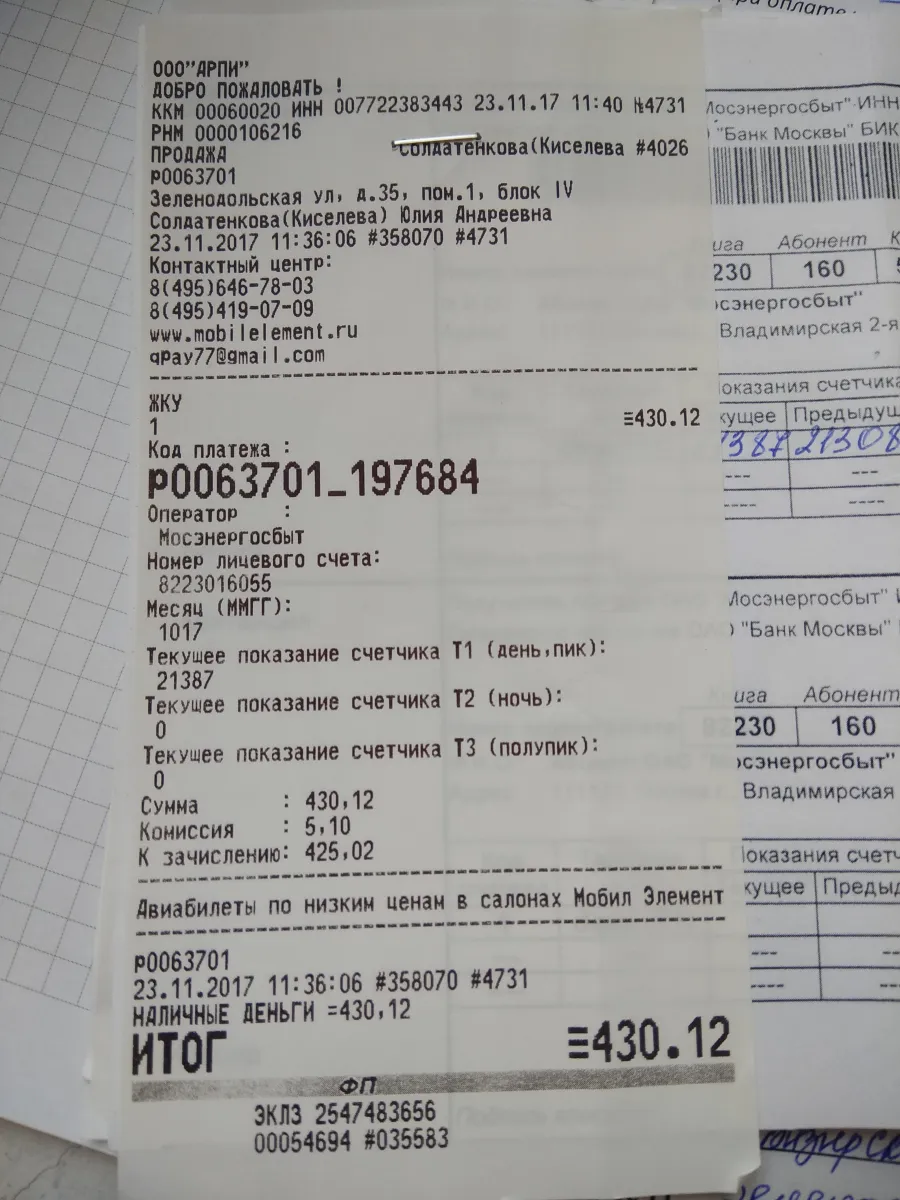 ООО"АРПИ"
ДОБРО ПОЖАЛОВАТЬ !
ККМ 00060020 ИНН 007722383443 23.11.17 11:40 №4731
РНМ 0000106216
ПРОДАЖА Солдатенкова(Киселева #4026
р0063701
Зеленодольская ул, д.35, пом.1, блок IV
Солдатенкова(Киселева) Юлия Андреевна
23.11.2017 11:36:06 #358070 #4731
Контактный центр:
8(495)646-78-03
8(495)419-07-09
www.mobilelement.ru
qPay77@gmail.com
ЖКУ
1 ≡430.12
Код платежа :
р0063701_197684
Оператор :
Мосэнергосбыт
Номер лицевого счета:
8223016055
Месяц (ММГГ):
1017
Текущее показание счетчика Т1 (день,пик):
21387
Текущее показание счетчика Т2 (ночь):
0
Текущее показание счетчика Т3 (полупик):
0
Сумма : 430,12
Комиссия : 5,10
К зачислению: 425,02
Авиабилеты по низким ценам в салонах Мобил Элемент
р0063701
23.11.2017 11:36:06 #358070 #4731
НАЛИЧНЫЕ ДЕНЬГИ =430,12
ИТОГ ≡430.12
ФП
ЭКЛЗ 2547483656
00054694 #035583
оплате.
Мосэнергосбыт" ИНН
"Банк Москвы" БИК
нига Абонент К
230 160
осэнергосбыт"
Владимирская 2-я
оказания счетчика
кущее Предыдущ
387 21308
--- ---
---- ----
Мосэнергосбыт"
"Банк Москвы"
Книга Абонент
230 160
осэнергосбыт"
Владимирская
оказания счетч
кущее Предыд
--- ---
---- ----